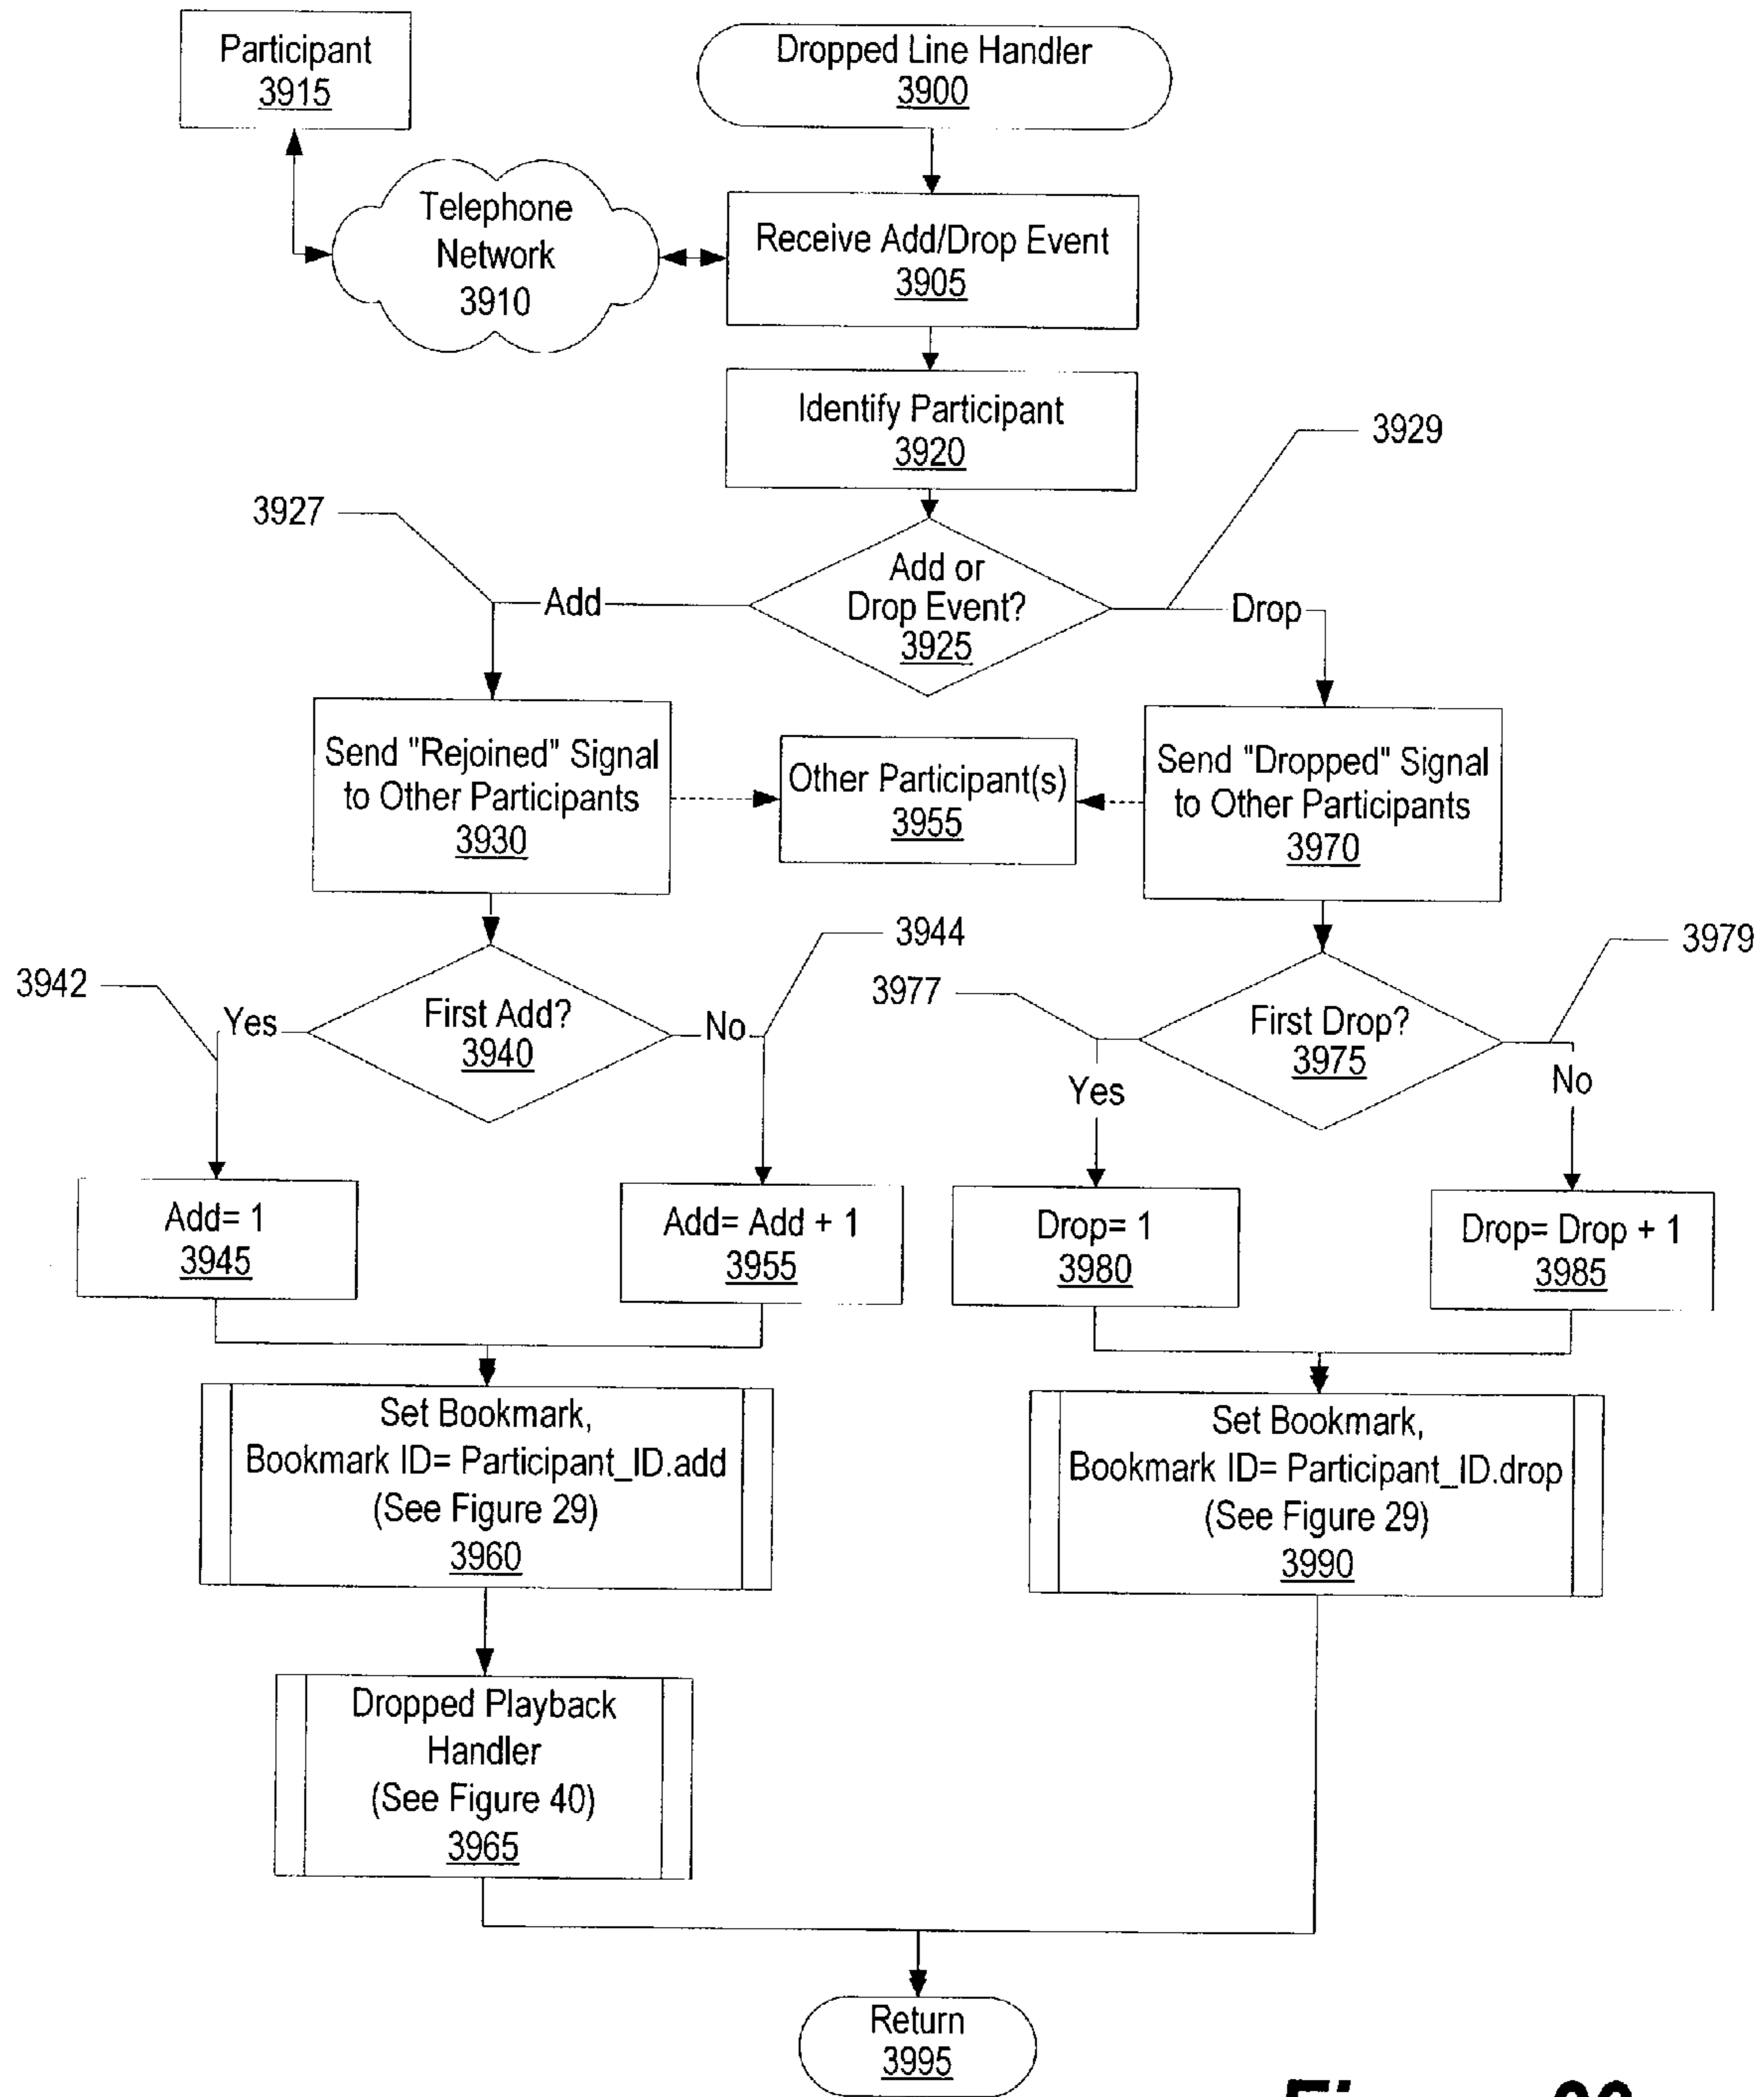 Participant
3915
Dropped Line Handler
3900
Telephone
Network
3910
Receive Add/Drop Event
3905
Identify Participant
3920
3929
3927
Add or
Drop Event?
3925
Add
Drop
Send "Rejoined" Signal
to Other Participants
3930
Other Participant(s)
3955
Send "Dropped" Signal
to Other Participants
3970
3942
Yes
First Add?
3940
No
3944
3977
Yes
First Drop?
3975
No
3979
Add= 1
3945
Add= Add + 1
3955
Drop= 1
3980
Drop= Drop + 1
3985
Set Bookmark,
Bookmark ID= Participant_ID.add
(See Figure 29)
3960
Set Bookmark,
Bookmark ID= Participant_ID.drop
(See Figure 29)
3990
Dropped Playback
Handler
(See Figure 40)
3965
Return
3995